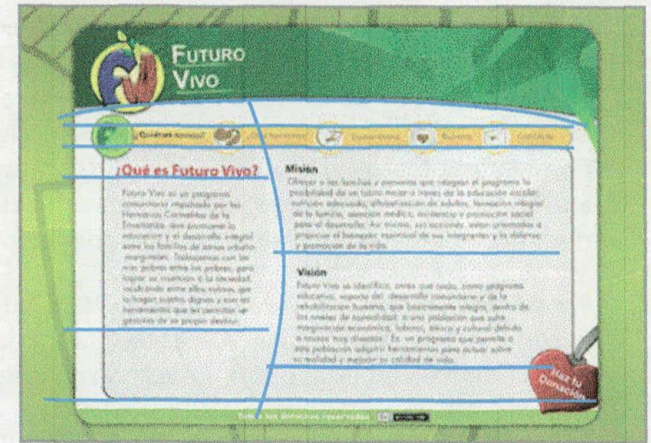 FUTURO
VIVO
¿Quiénes somos?
Contacto
¿Qué es Futuro Vivo?
Futuro Vivo es un programa
comunitario impulsado por las
Hermanas Carmelitas de la
Enseñanza, que promueve la
educación y el desarrollo integral
entre las familias de zonas urbano
marginales. Trabajamos con los
más pobres entre los pobres, para
lograr su inserción a la sociedad,
inculcando entre ellos valores, que
lo hagan sujetos dignos y con las
herramientas que les permitan ser
gestores de su propio destino.
Misión
Ofrecer a las familias y personas que integran el programa la
posibilidad de un futuro mejor a través de la educación escolar,
nutrición adecuada, alfabetización de adultos, formación integral
de la familia, atención médica, asistencia y promoción social
para el desarrollo. Así mismo, sus acciones, están orientadas a
propiciar el bienestar espiritual de sus integrantes y la defensa
y promoción de la vida.
Visión
Futuro Vivo se identifica, antes que nada, como programa
educativo, soporte del desarrollo comunitario y de la
rehabilitación humana, que busca integrar, dentro de
los niveles de normalidad, a una población que sufre
marginación económica, laboral, ética y cultural debido
a causas muy diversas. Es un programa que permite a
esta población adquirir herramientas para actuar sobre
su realidad y mejorar su calidad de vida.
Haz tu
Donación
Todos los derechos reservados